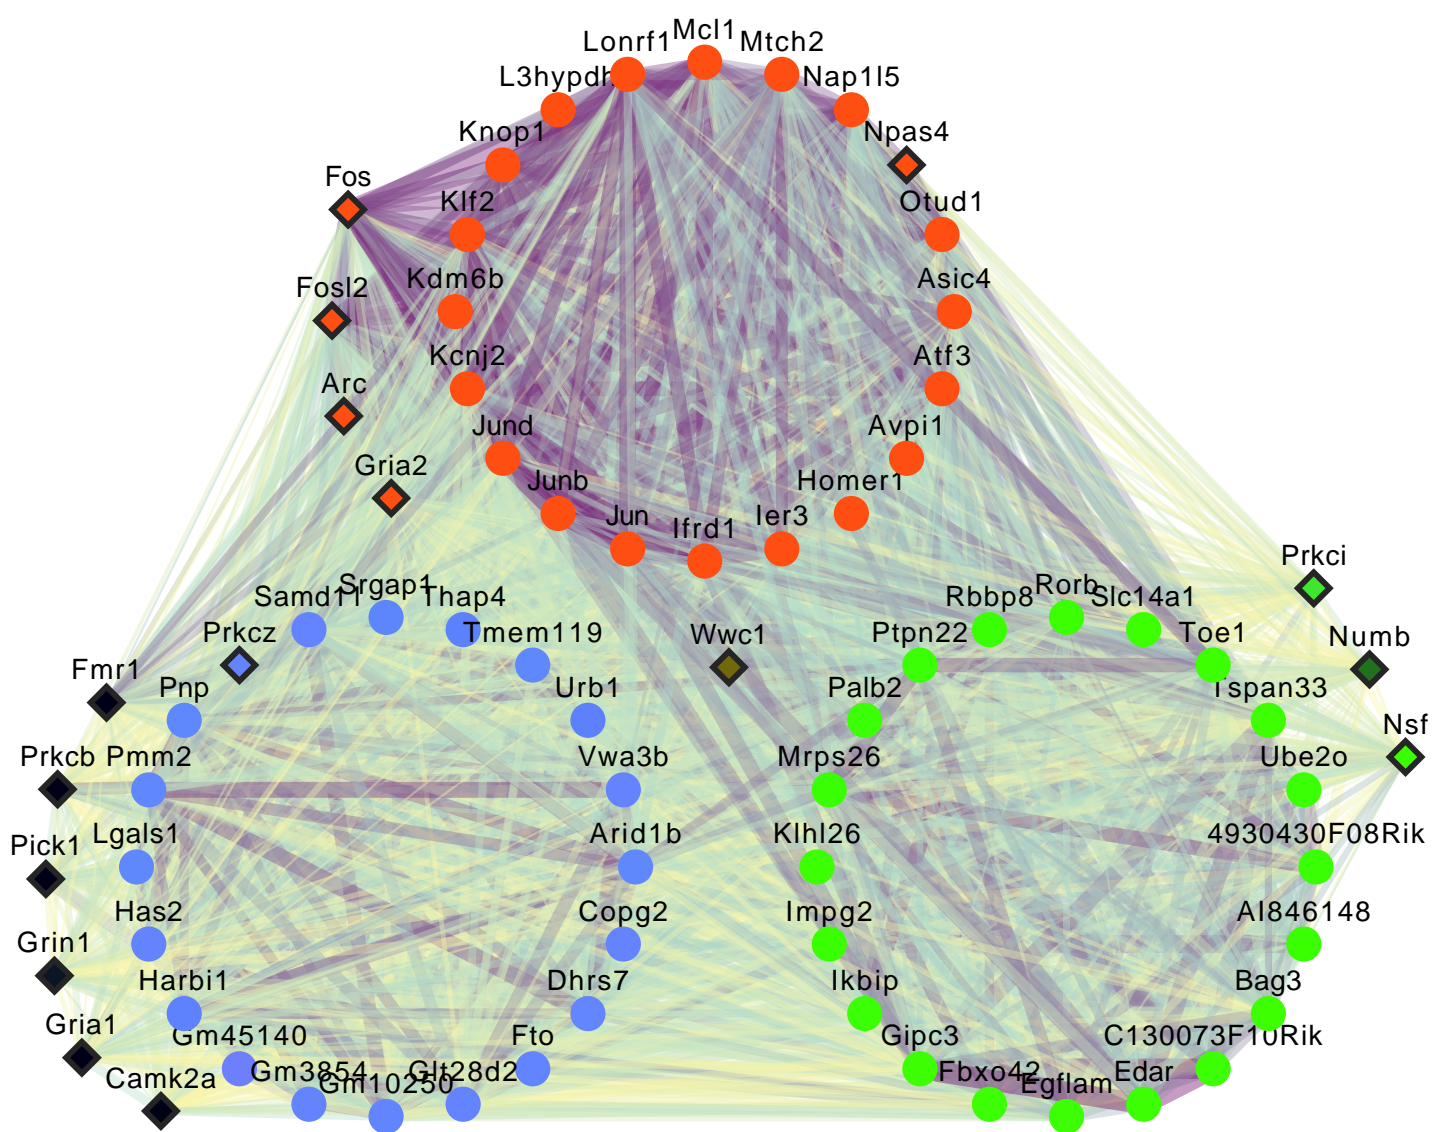 Mcl1
Lonrf1
Mtch2
L3hypdh
Nap1l5
Knop1
Npas4
Fos
Klf2
Otud1
Fosl2
Kdm6b
Asic4
Kcnj2
Atf3
Arc
Jund
Avpi1
Gria2
Junb
Homer1
Jun
Ifrd1
Ier3
Prkci
Srgap1
Rorb
Samd11
Thap4
Rbbp8
Slc14a1
Prkcz
Tmem119
Wwc1
Ptpn22
Toe1
Numb
Fmr1
Pnp
Urb1
Palb2
Tspan33
Nsf
Prkcb
Pmm2
Vwa3b
Mrps26
Ube2o
Pick1
Lgals1
Arid1b
Klhl26
4930430F08Rik
Has2
Copg2
Impg2
AI846148
Grin1
Harbi1
Dhrs7
Ikbip
Bag3
Gria1
Gm45140
Fto
Gipc3
C130073F10Rik
Camk2a
Gm3854
Gm10250
Glt28d2
Fbxo42
Egflam
Edar